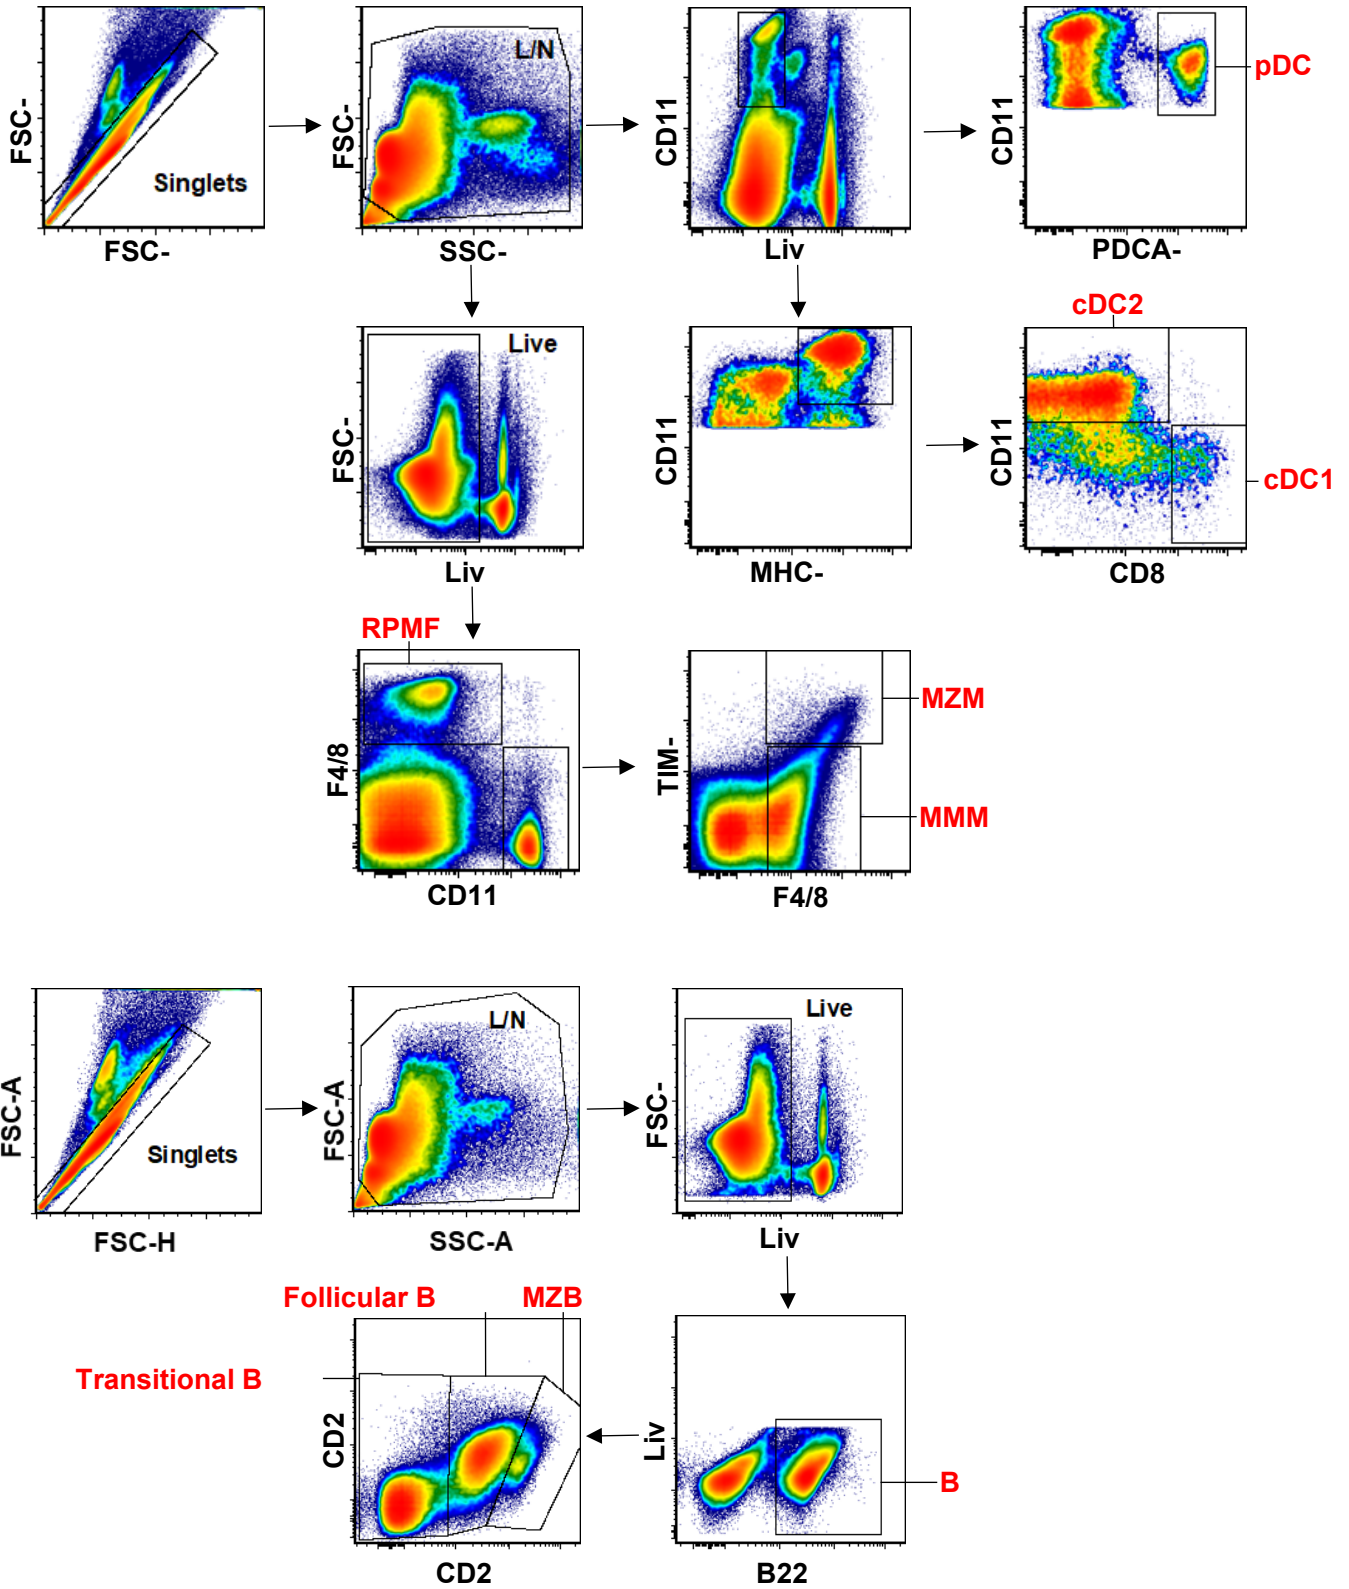 FSC-
Singlets
FSC-
FSC-
L/N
SSC-
CD11
Liv
CD11
pDC
PDCA-
FSC-
Live
Liv
CD11
MHC-
cDC2
CD11
cDC1
CD8
RPMF
F4/8
CD11
TIM-
MZM
MMM
F4/8
FSC-A
Singlets
FSC-H
FSC-A
L/N
SSC-A
FSC-
Live
Liv
Follicular B
MZB
Transitional B
CD2
CD2
Liv
B
B22